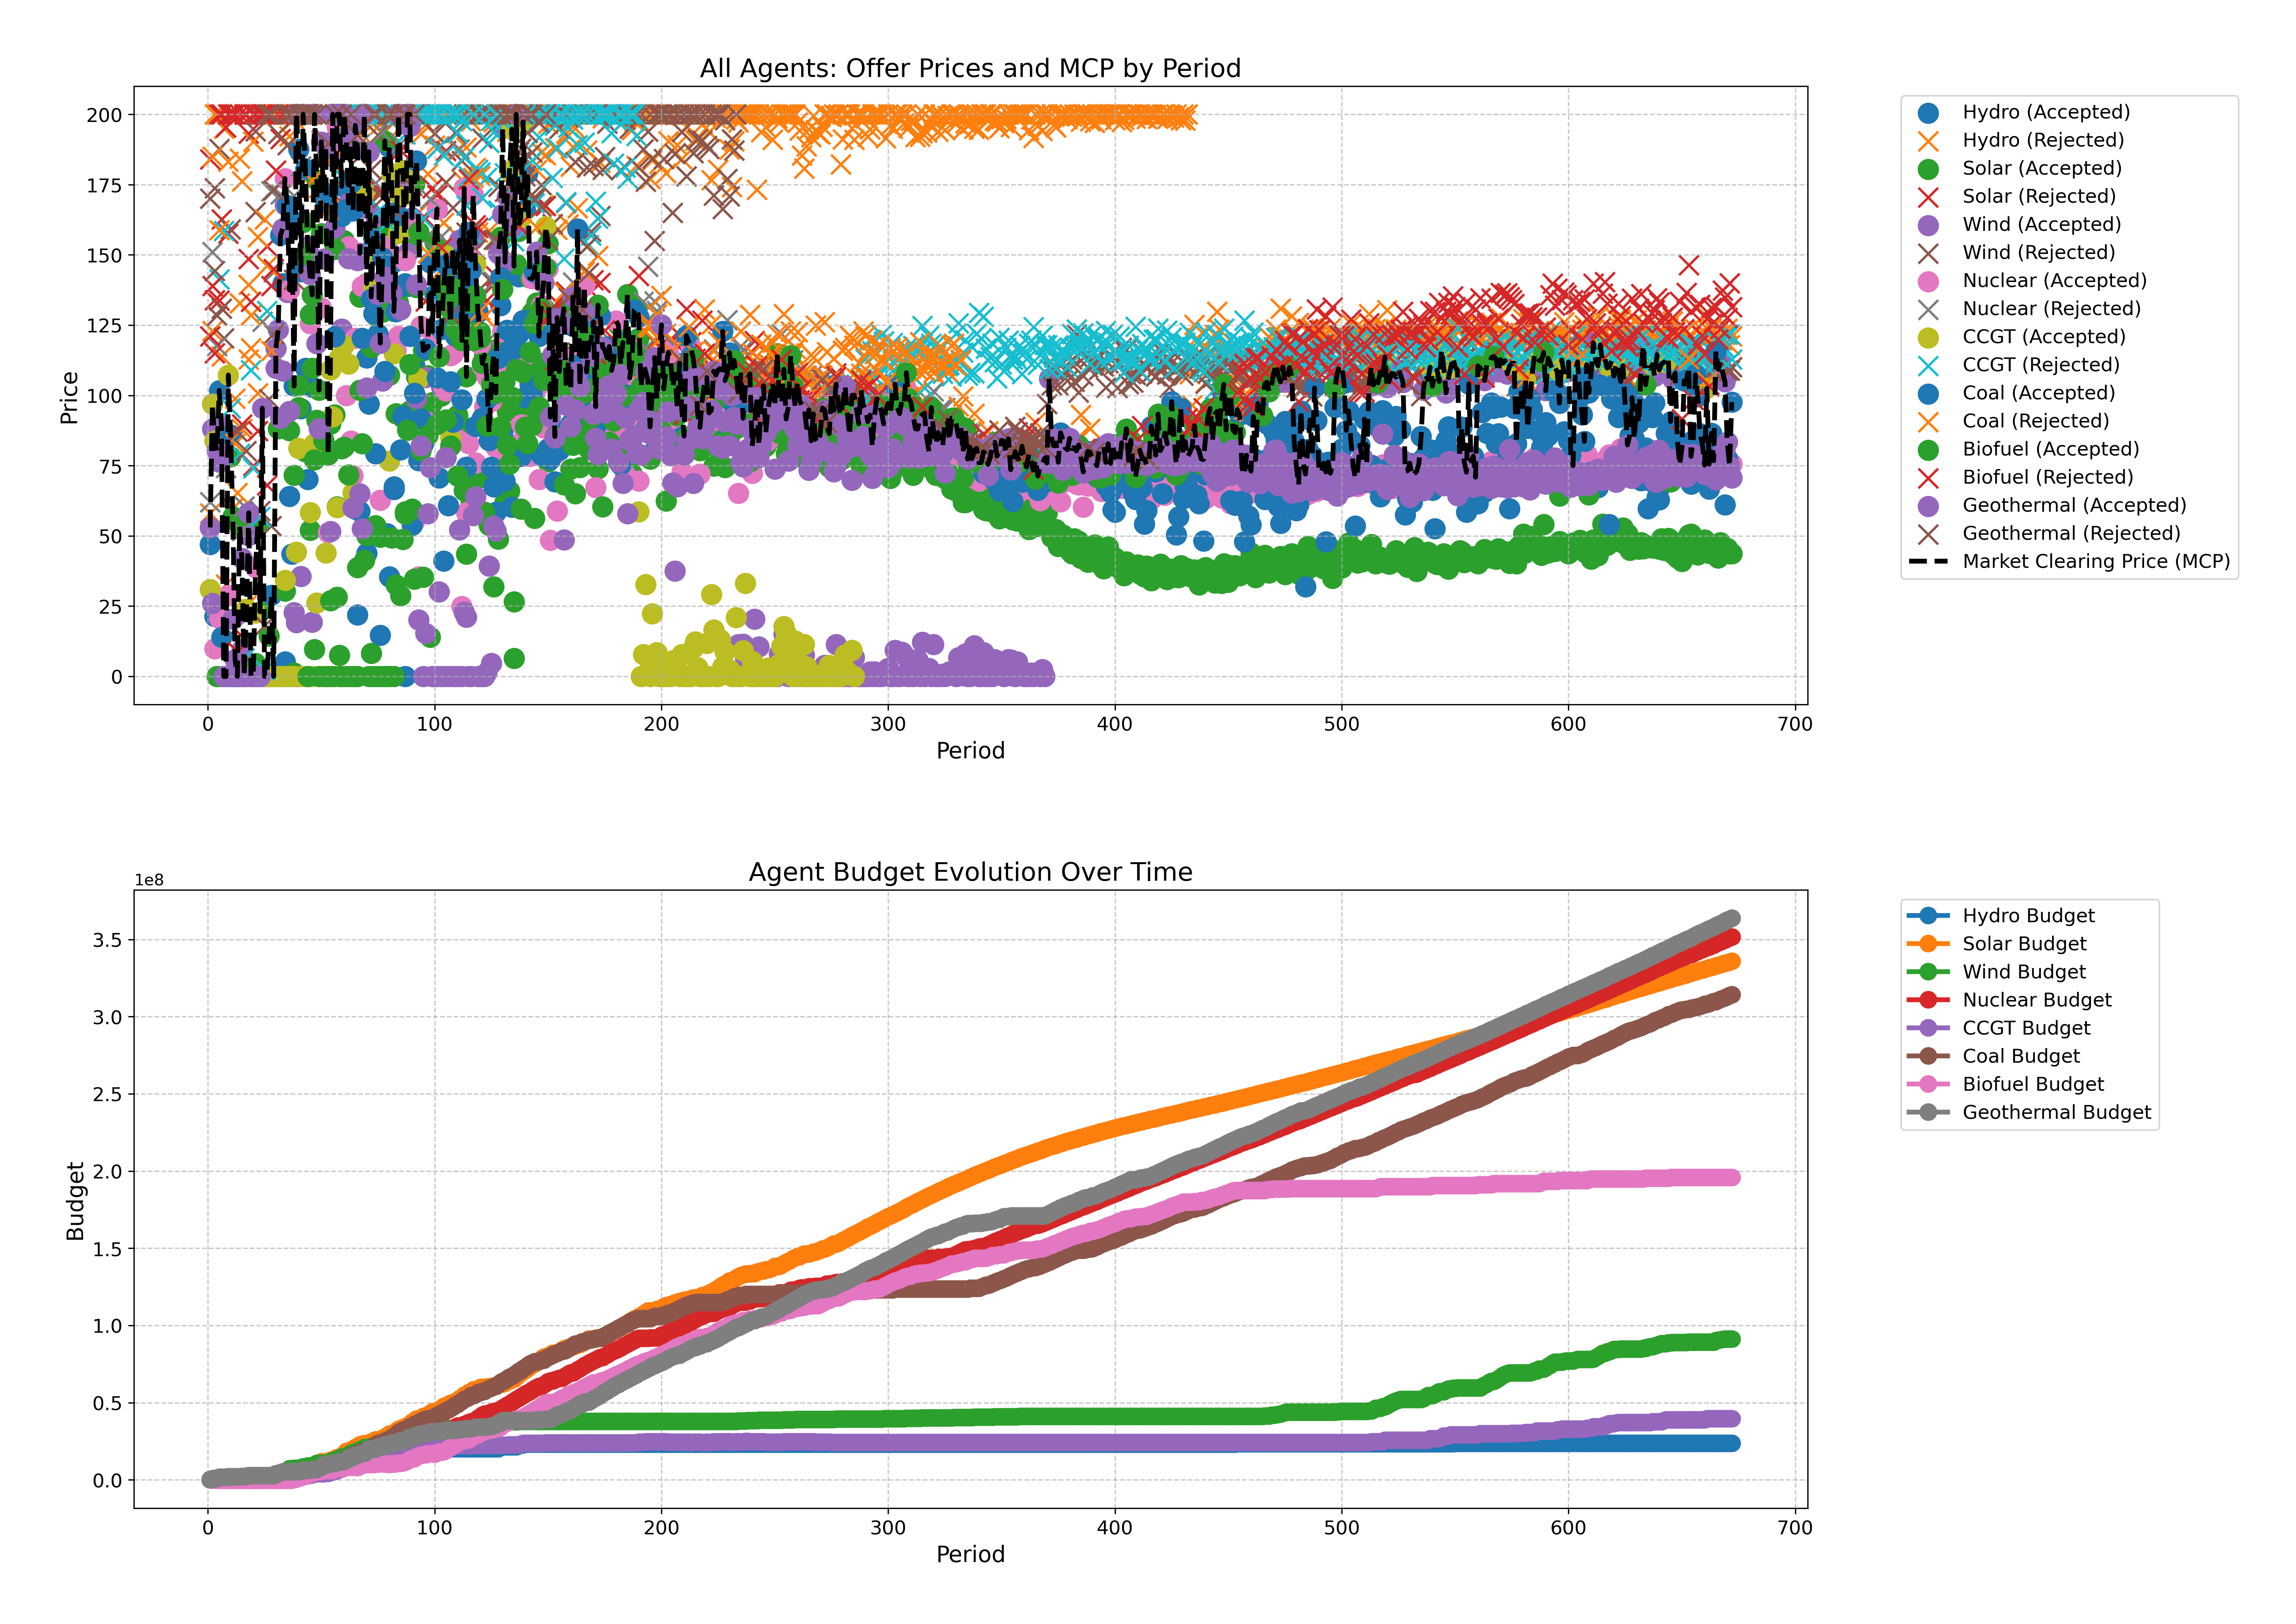 All Agents: Offer Prices and MCP by Period
Price
200
175
150
125
100
75
50
25
0
0 100 200 300 400 500 600 700
Period
Hydro (Accepted)
Hydro (Rejected)
Solar (Accepted)
Solar (Rejected)
Wind (Accepted)
Wind (Rejected)
Nuclear (Accepted)
Nuclear (Rejected)
CCGT (Accepted)
CCGT (Rejected)
Coal (Accepted)
Coal (Rejected)
Biofuel (Accepted)
Biofuel (Rejected)
Geothermal (Accepted)
Geothermal (Rejected)
Market Clearing Price (MCP)
Agent Budget Evolution Over Time
1e8
Budget
3.5
3.0
2.5
2.0
1.5
1.0
0.5
0.0
0 100 200 300 400 500 600 700
Period
Hydro Budget
Solar Budget
Wind Budget
Nuclear Budget
CCGT Budget
Coal Budget
Biofuel Budget
Geothermal Budget